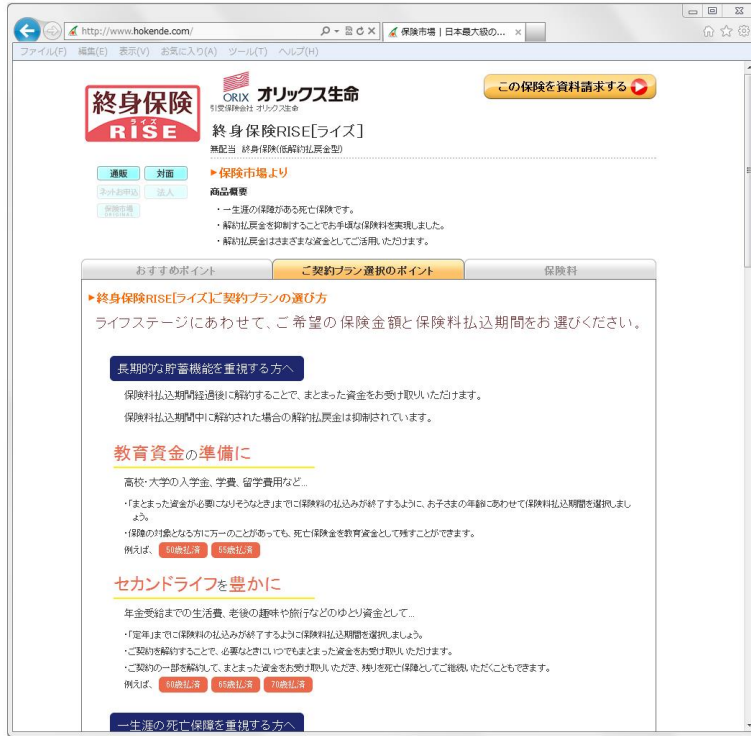 http://www.hokende.com/
保険市場 | 日本最大級の...
ファイル(F) 編集(E) 表示(V) お気に入り(A) ツール(T) ヘルプ(H)
終身保険
ライズ
RISE
ORIX オリックス生命
引受保険会社 オリックス生命
この保険を資料請求する
終身保険RISE[ライズ]
無配当 終身保険(低解約払戻金型)
通販 対面
ネットお申込 法人
保険市場
ORIGINAL
▶保険市場より
商品概要
・一生涯の保障がある死亡保険です。
・解約払戻金を抑制することでお手頃な保険料を実現しました。
・解約払戻金はさまざまな資金としてご活用いただけます。
おすすめポイント ご契約プラン選択のポイント 保険料
▶終身保険RISE[ライズ]ご契約プランの選び方
ライフステージにあわせて、ご希望の保険金額と保険料払込期間をお選びください。
長期的な貯蓄機能を重視する方へ
保険料払込期間経過後に解約することで、まとまった資金をお受け取りいただけます。
保険料払込期間中に解約された場合の解約払戻金は抑制されています。
教育資金の準備に
高校・大学の入学金、学費、留学費用など...
・「まとまった資金が必要になりそうなとき」までに保険料の払込みが終了するように、お子さまの年齢にあわせて保険料払込期間を選択しまし
ょう。
・保障の対象となる方に万一のことがあっても、死亡保険金を教育資金として残すことができます。
例えば、 50歳払済 55歳払済
セカンドライフを豊かに
年金受給までの生活費、老後の趣味や旅行などのゆとり資金として...
・「定年」までに保険料の払込みが終了するように保険料払込期間を選択しましょう。
・ご契約を解約することで、必要なときにいつでもまとまった資金をお受け取りいただけます。
・ご契約の一部を解約して、まとまった資金をお受け取りいただき、残りを死亡保障としてご継続いただくこともできます。
例えば、 60歳払済 65歳払済 70歳払済
一生涯の死亡保障を重視する方へ